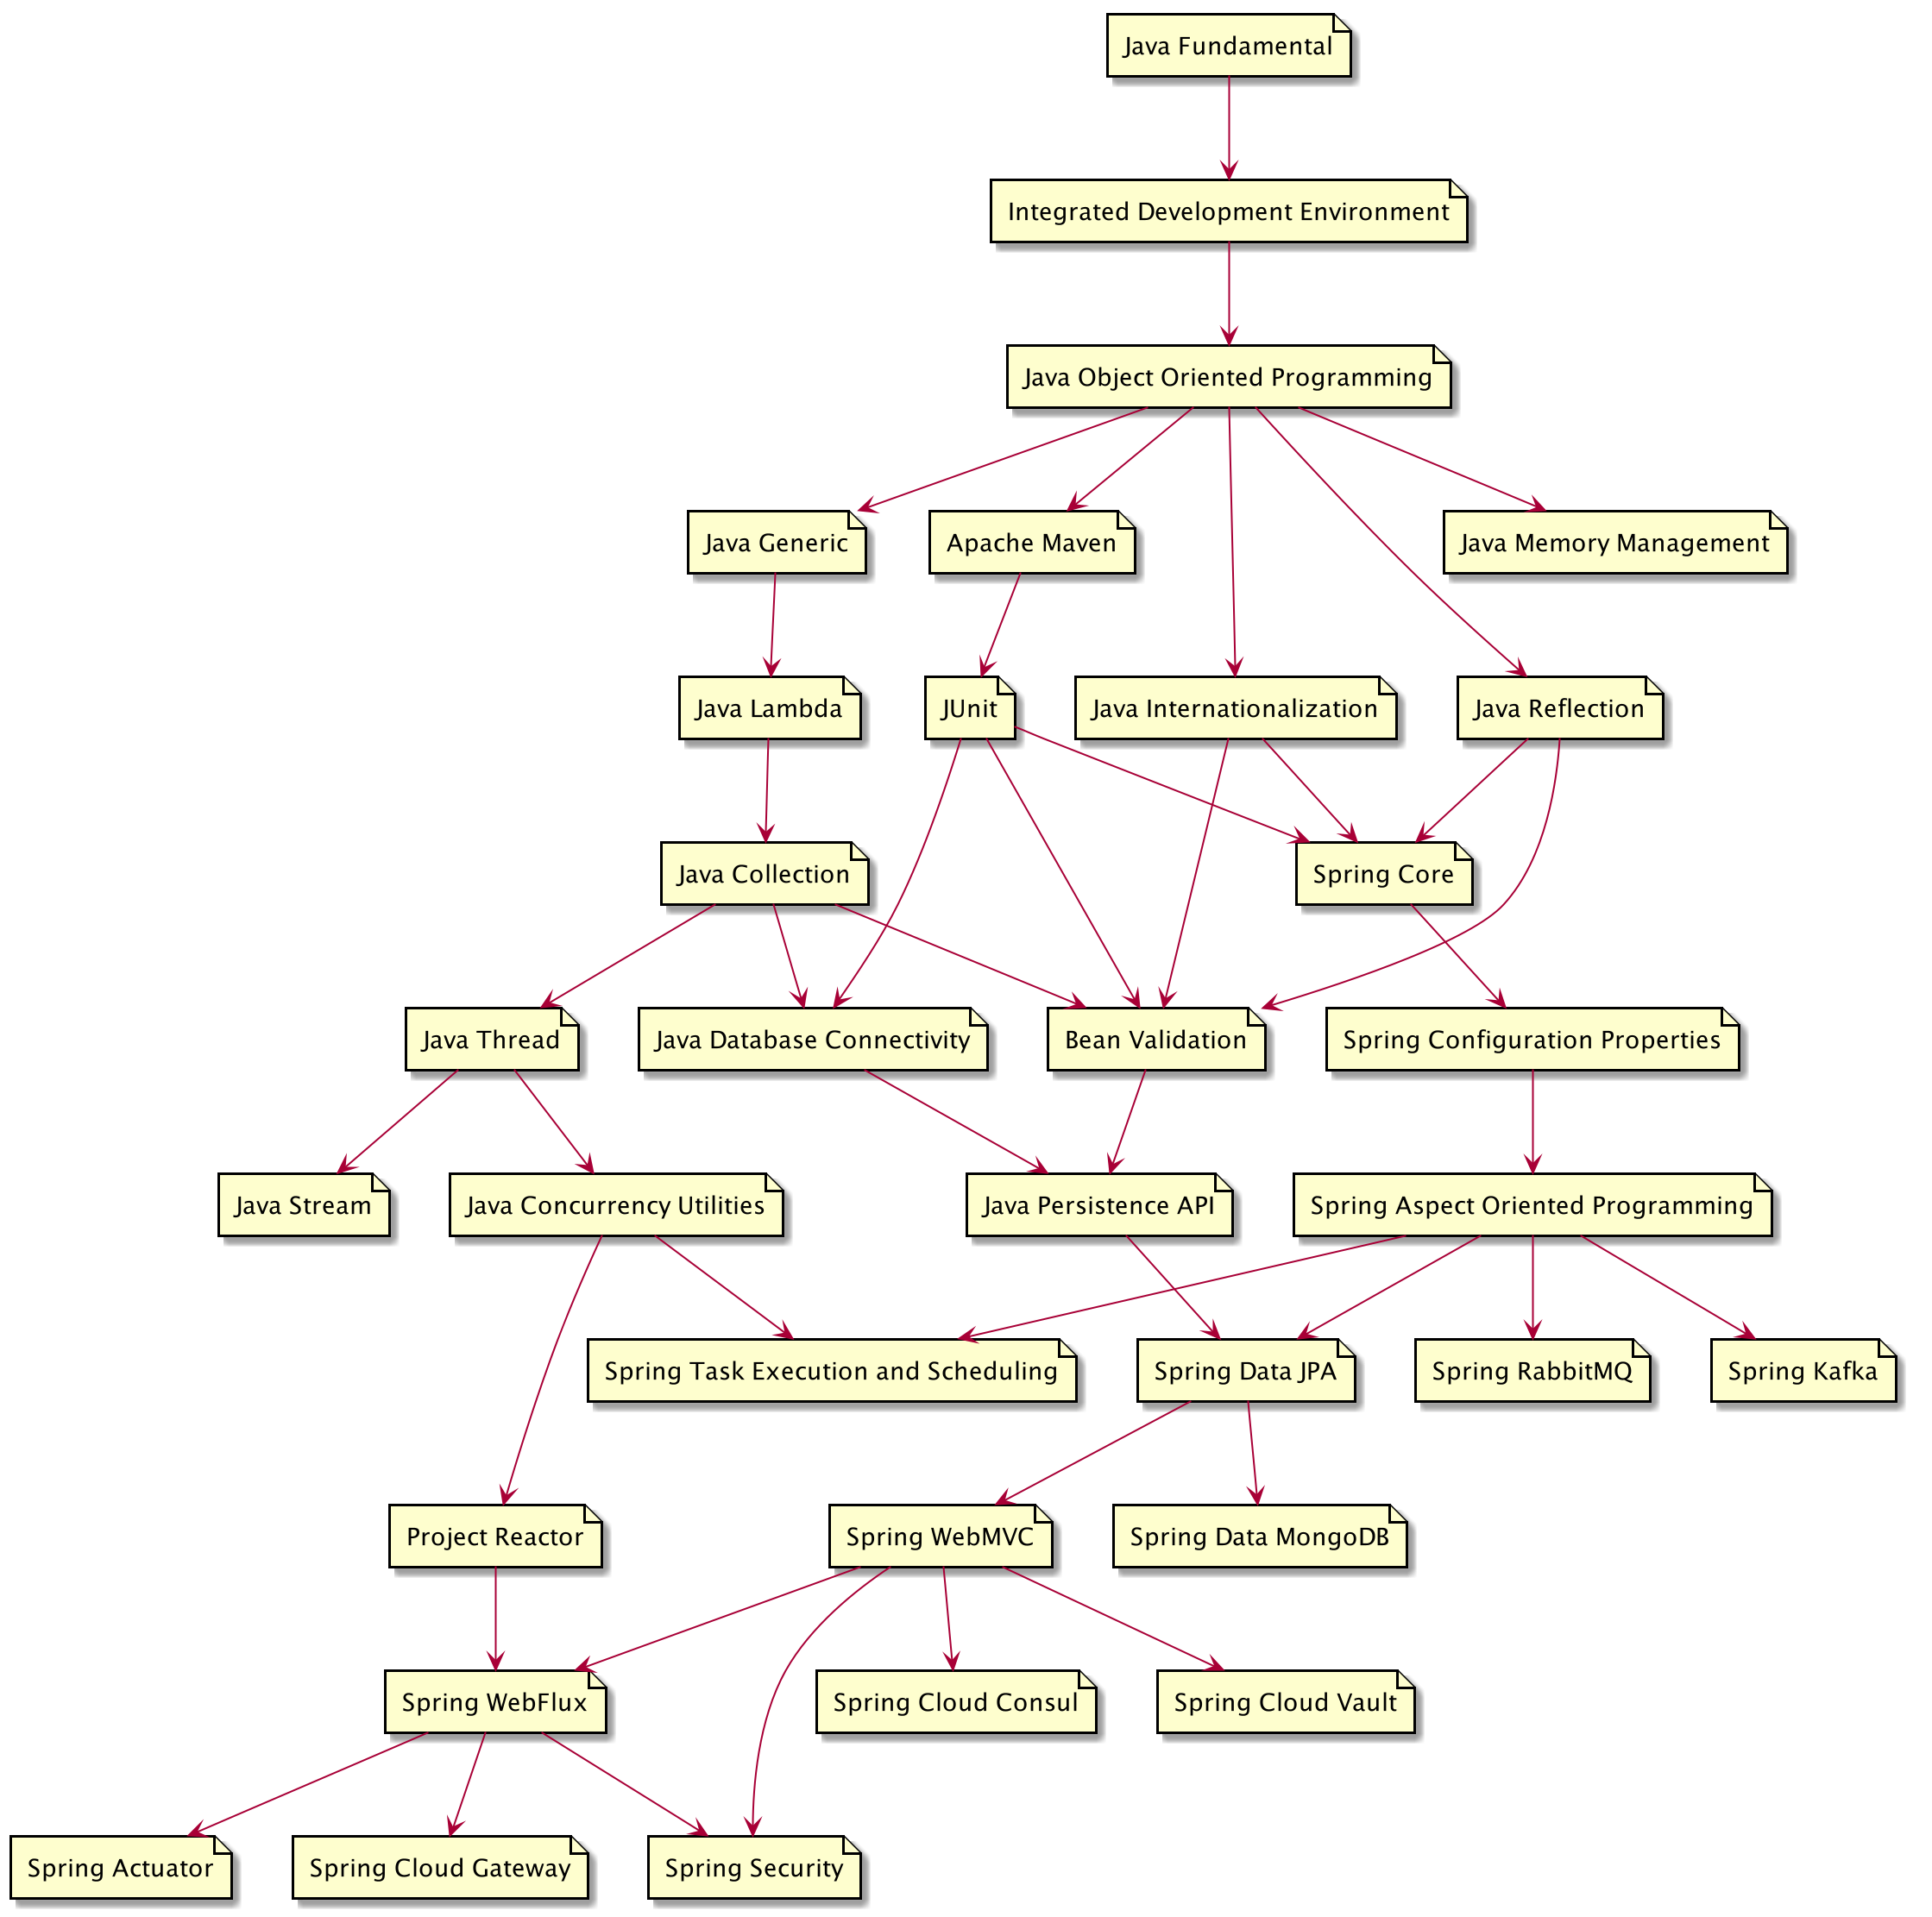 Java Fundamental
Integrated Development Environment
Java Object Oriented Programming
Java Generic
Apache Maven
Java Memory Management
Java Lambda
JUnit
Java Internationalization
Java Reflection
Java Collection
Spring Core
Java Thread
Java Database Connectivity
Bean Validation
Spring Configuration Properties
Java Stream
Java Concurrency Utilities
Java Persistence API
Spring Aspect Oriented Programming
Spring Task Execution and Scheduling
Spring Data JPA
Spring RabbitMQ
Spring Kafka
Project Reactor
Spring WebMVC
Spring Data MongoDB
Spring WebFlux
Spring Cloud Consul
Spring Cloud Vault
Spring Actuator
Spring Cloud Gateway
Spring Security